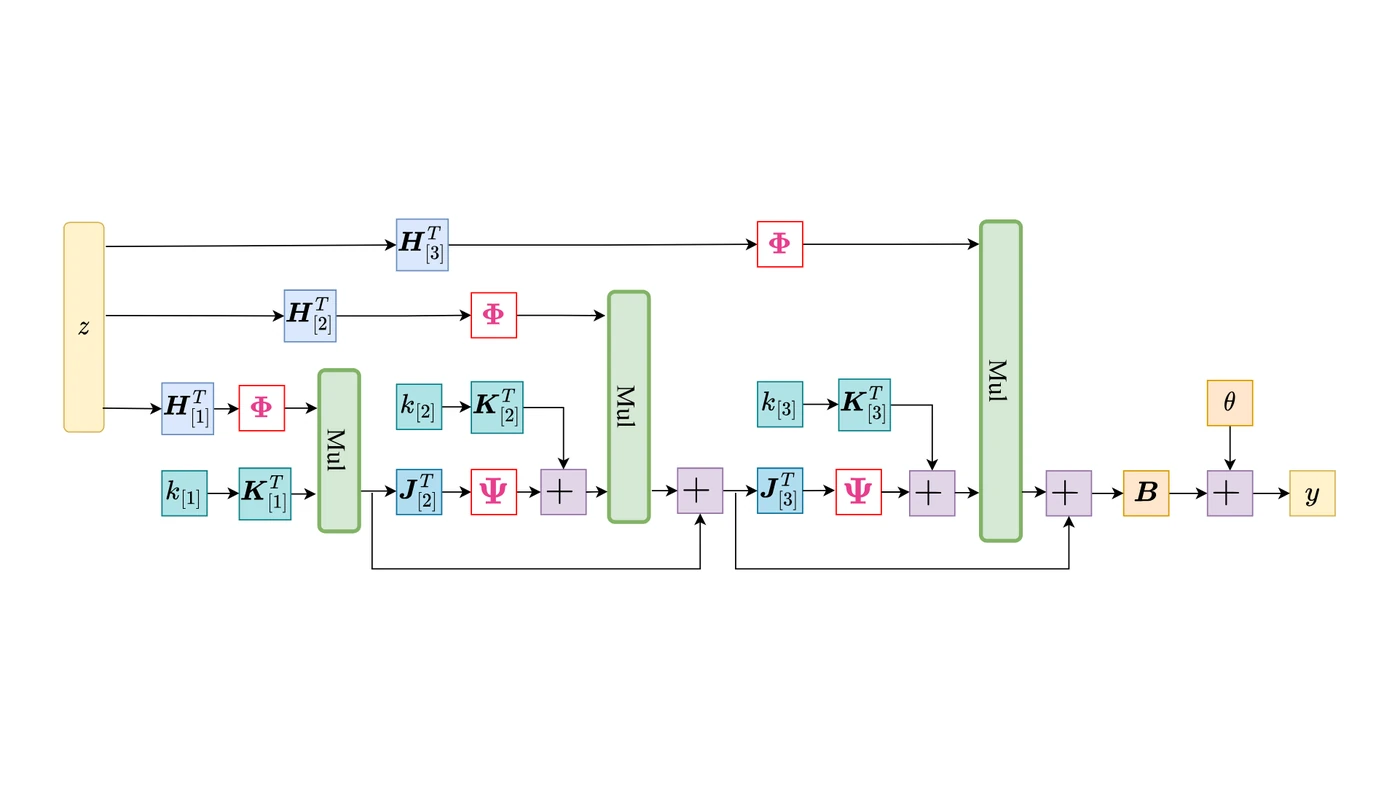 z
H^T_[3]
Φ
H^T_[2]
Φ
H^T_[1]
Φ
k_[1]
K^T_[1]
Mul
k_[2]
K^T_[2]
J^T_[2]
Ψ
+
Mul
+
k_[3]
K^T_[3]
J^T_[3]
Ψ
+
Mul
+
B
θ
+
y